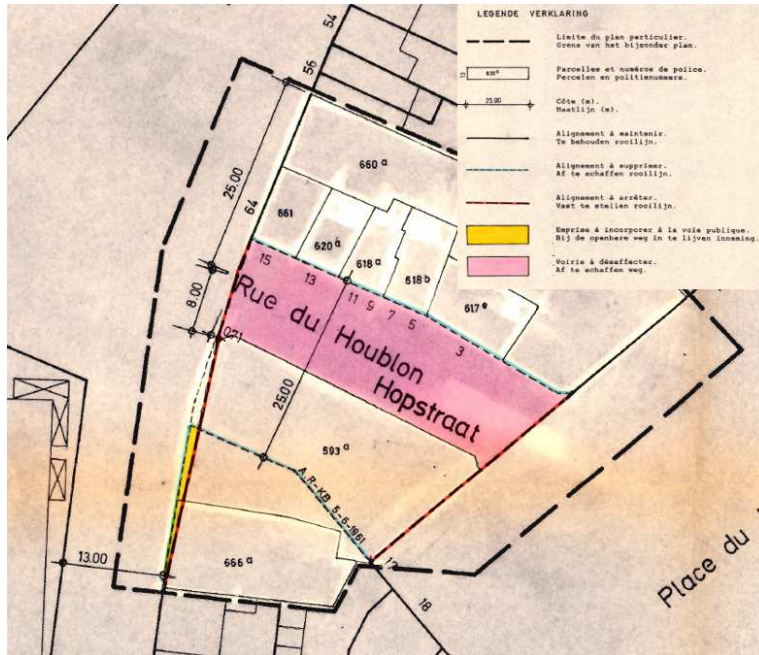 LEGENDE VERKLARING
Limite du plan particulier.
Grens van het bijzonder plan.
Parcelles et numéros de police.
Percelen en politienummers.
25.00
Côte (m).
Maatlijn (m).
Alignement à maintenir.
Te behouden rooilijn.
Alignement à supprimer.
Af te schaffen rooilijn.
Alignement à arrêter.
Vast te stellen rooilijn.
Emprise à incorporer à la voie publique.
Bij de openbare weg in te lijven inneming.
Voirie à désaffecter.
Af te schaffen weg.
54
56
660 a
25.00
64
661
620 a
618 a
618 b
617 e
15
13
11
9
7
5
3
8.00
0.21
Rue du Houblon
Hopstraat
25.00
593 a
A.R-KB 5-6-1961
666 a
13.00
12
18
Place du